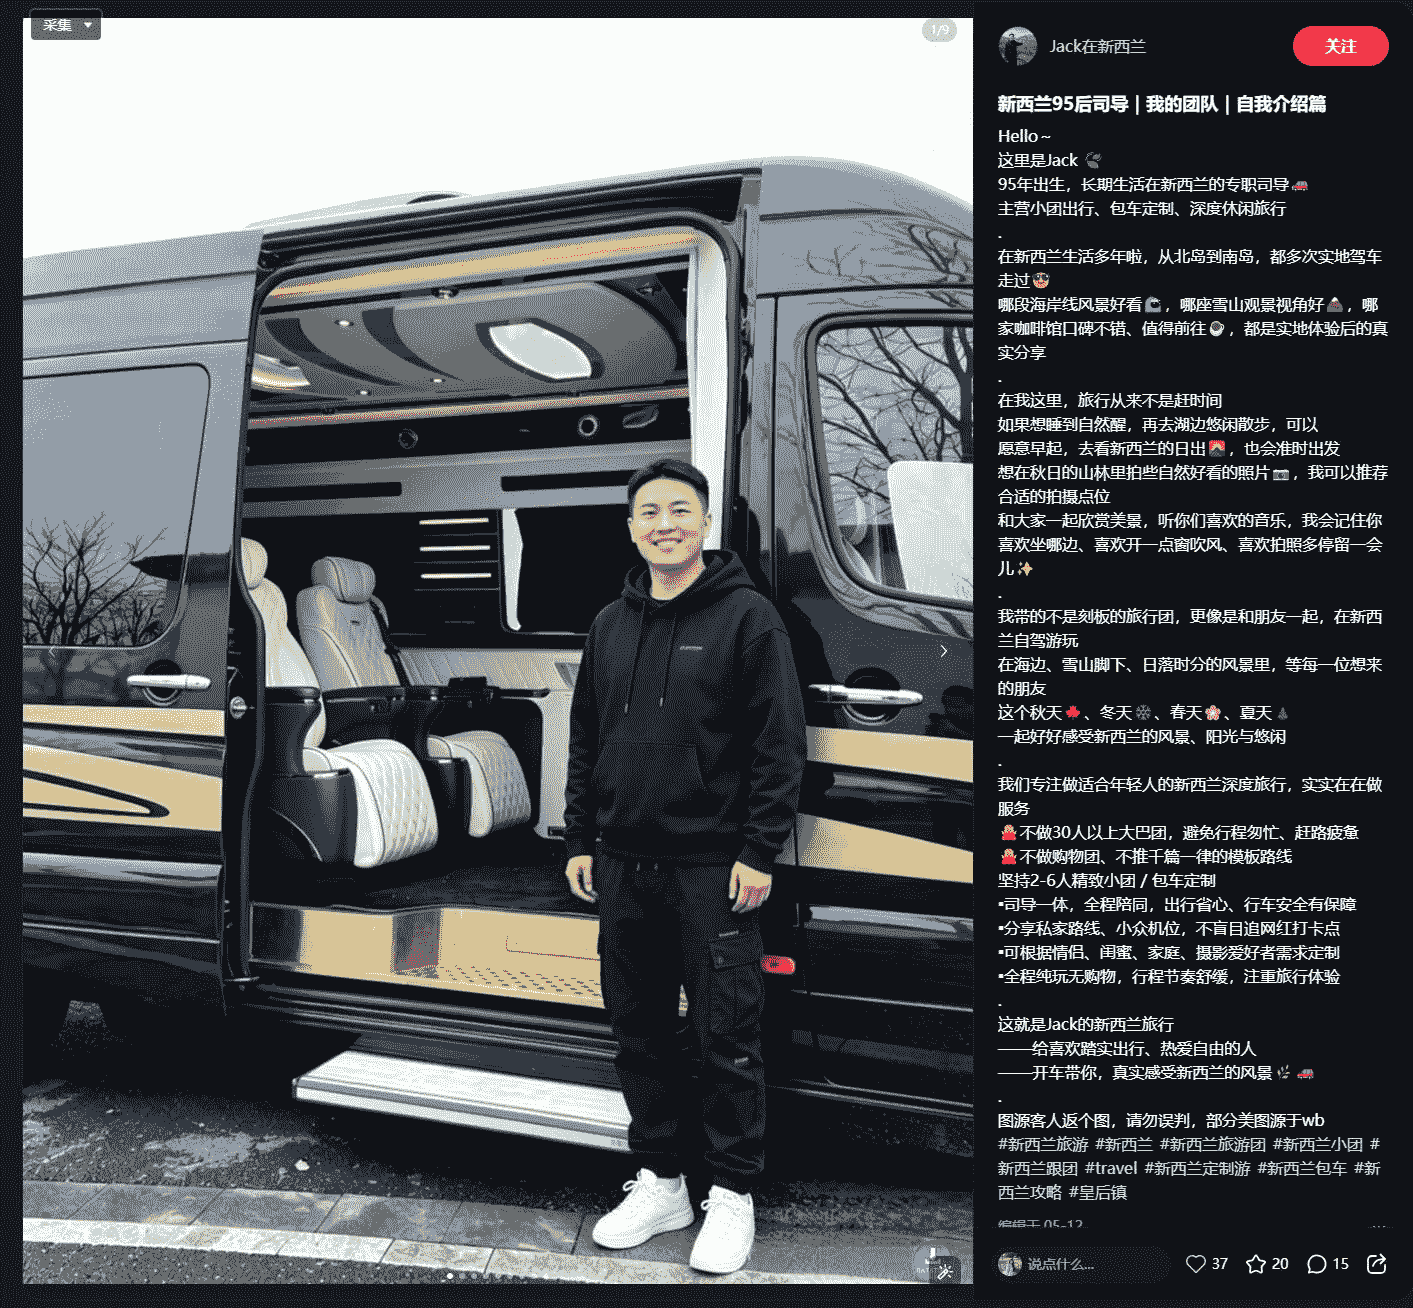 采集
1/9
Jack在新西兰
关注
新西兰95后司导｜我的团队｜自我介绍篇
Hello～
这里是Jack
95年出生，长期生活在新西兰的专职司导
主营小团出行、包车定制、深度休闲旅行
.
在新西兰生活多年啦，从北岛到南岛，都多次实地驾车
走过
哪段海岸线风景好看，哪座雪山观景视角好，哪
家咖啡馆口碑不错、值得前往，都是实地体验后的真
实分享
.
在我这里，旅行从来不是赶时间
如果想睡到自然醒，再去湖边悠闲散步，可以
愿意早起，去看新西兰的日出，也会准时出发
想在秋日的山林里拍些自然好看的照片，我可以推荐
合适的拍摄点位
和大家一起欣赏美景，听你们喜欢的音乐，我会记住你
喜欢坐哪边、喜欢开一点窗吹风、喜欢拍照多停留一会
儿
.
我带的不是刻板的旅行团，更像是和朋友一起，在新西
兰自驾游玩
在海边、雪山脚下、日落时分的风景里，等每一位想来
的朋友
这个秋天、冬天、春天、夏天
一起好好感受新西兰的风景、阳光与悠闲
.
我们专注做适合年轻人的新西兰深度旅行，实实在在做
服务
不做30人以上大巴团，避免行程匆忙、赶路疲惫
不做购物团、不推千篇一律的模板路线
坚持2-6人精致小团 / 包车定制
▪司导一体，全程陪同，出行省心、行车安全有保障
▪分享私家路线、小众机位，不盲目追网红打卡点
▪可根据情侣、闺蜜、家庭、摄影爱好者需求定制
▪全程纯玩无购物，行程节奏舒缓，注重旅行体验
.
这就是Jack的新西兰旅行
——给喜欢踏实出行、热爱自由的人
——开车带你，真实感受新西兰的风景
.
图源客人返个图，请勿误判，部分美图源于wb
#新西兰旅游 #新西兰 #新西兰旅游团 #新西兰小团 #
新西兰跟团 #travel #新西兰定制游 #新西兰包车 #新
西兰攻略 #皇后镇
编辑于 05-12
说点什么...
37
20
15